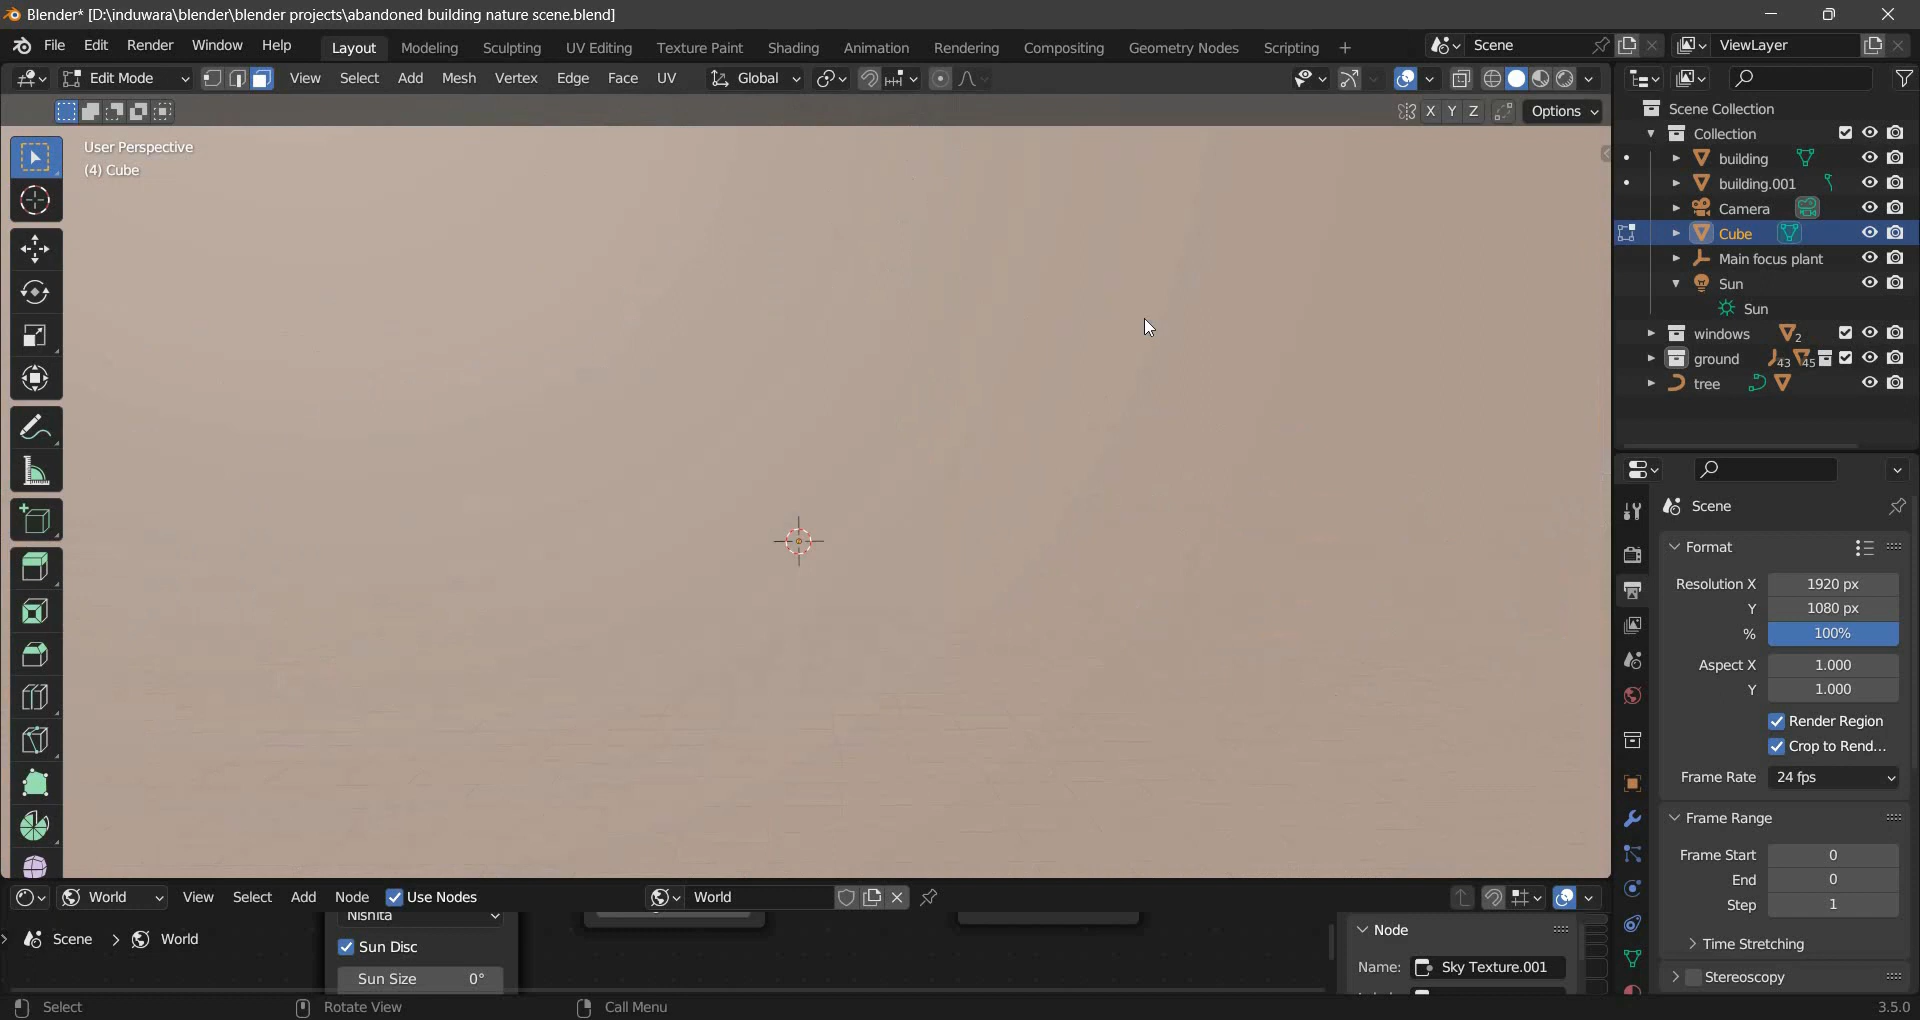 Blender* [D:\induwara\blender\blender projects\abandoned building nature scene.blend]
File Edit Render Window Help Layout Modeling Sculpting UV Editing Texture Paint Shading Animation Rendering Compositing Geometry Nodes Scripting + Scene ViewLayer
Edit Mode View Select Add Mesh Vertex Edge Face UV Global
X Y Z Options
User Perspective
(4) Cube
Scene Collection
Collection
building
building.001
Camera
Cube
Main focus plant
Sun
Sun
windows 2
ground 43 45
tree
Scene
Format
Resolution X 1920 px
Y 1080 px
% 100%
Aspect X 1.000
Y 1.000
Render Region
Crop to Rend...
Frame Rate 24 fps
Frame Range
Frame Start 0
End 0
Step 1
Time Stretching
Stereoscopy
World View Select Add Node Use Nodes World
Nishita
Scene > World
Sun Disc
Sun Size 0°
Node
Name: Sky Texture.001
Select Rotate View Call Menu 3.5.0